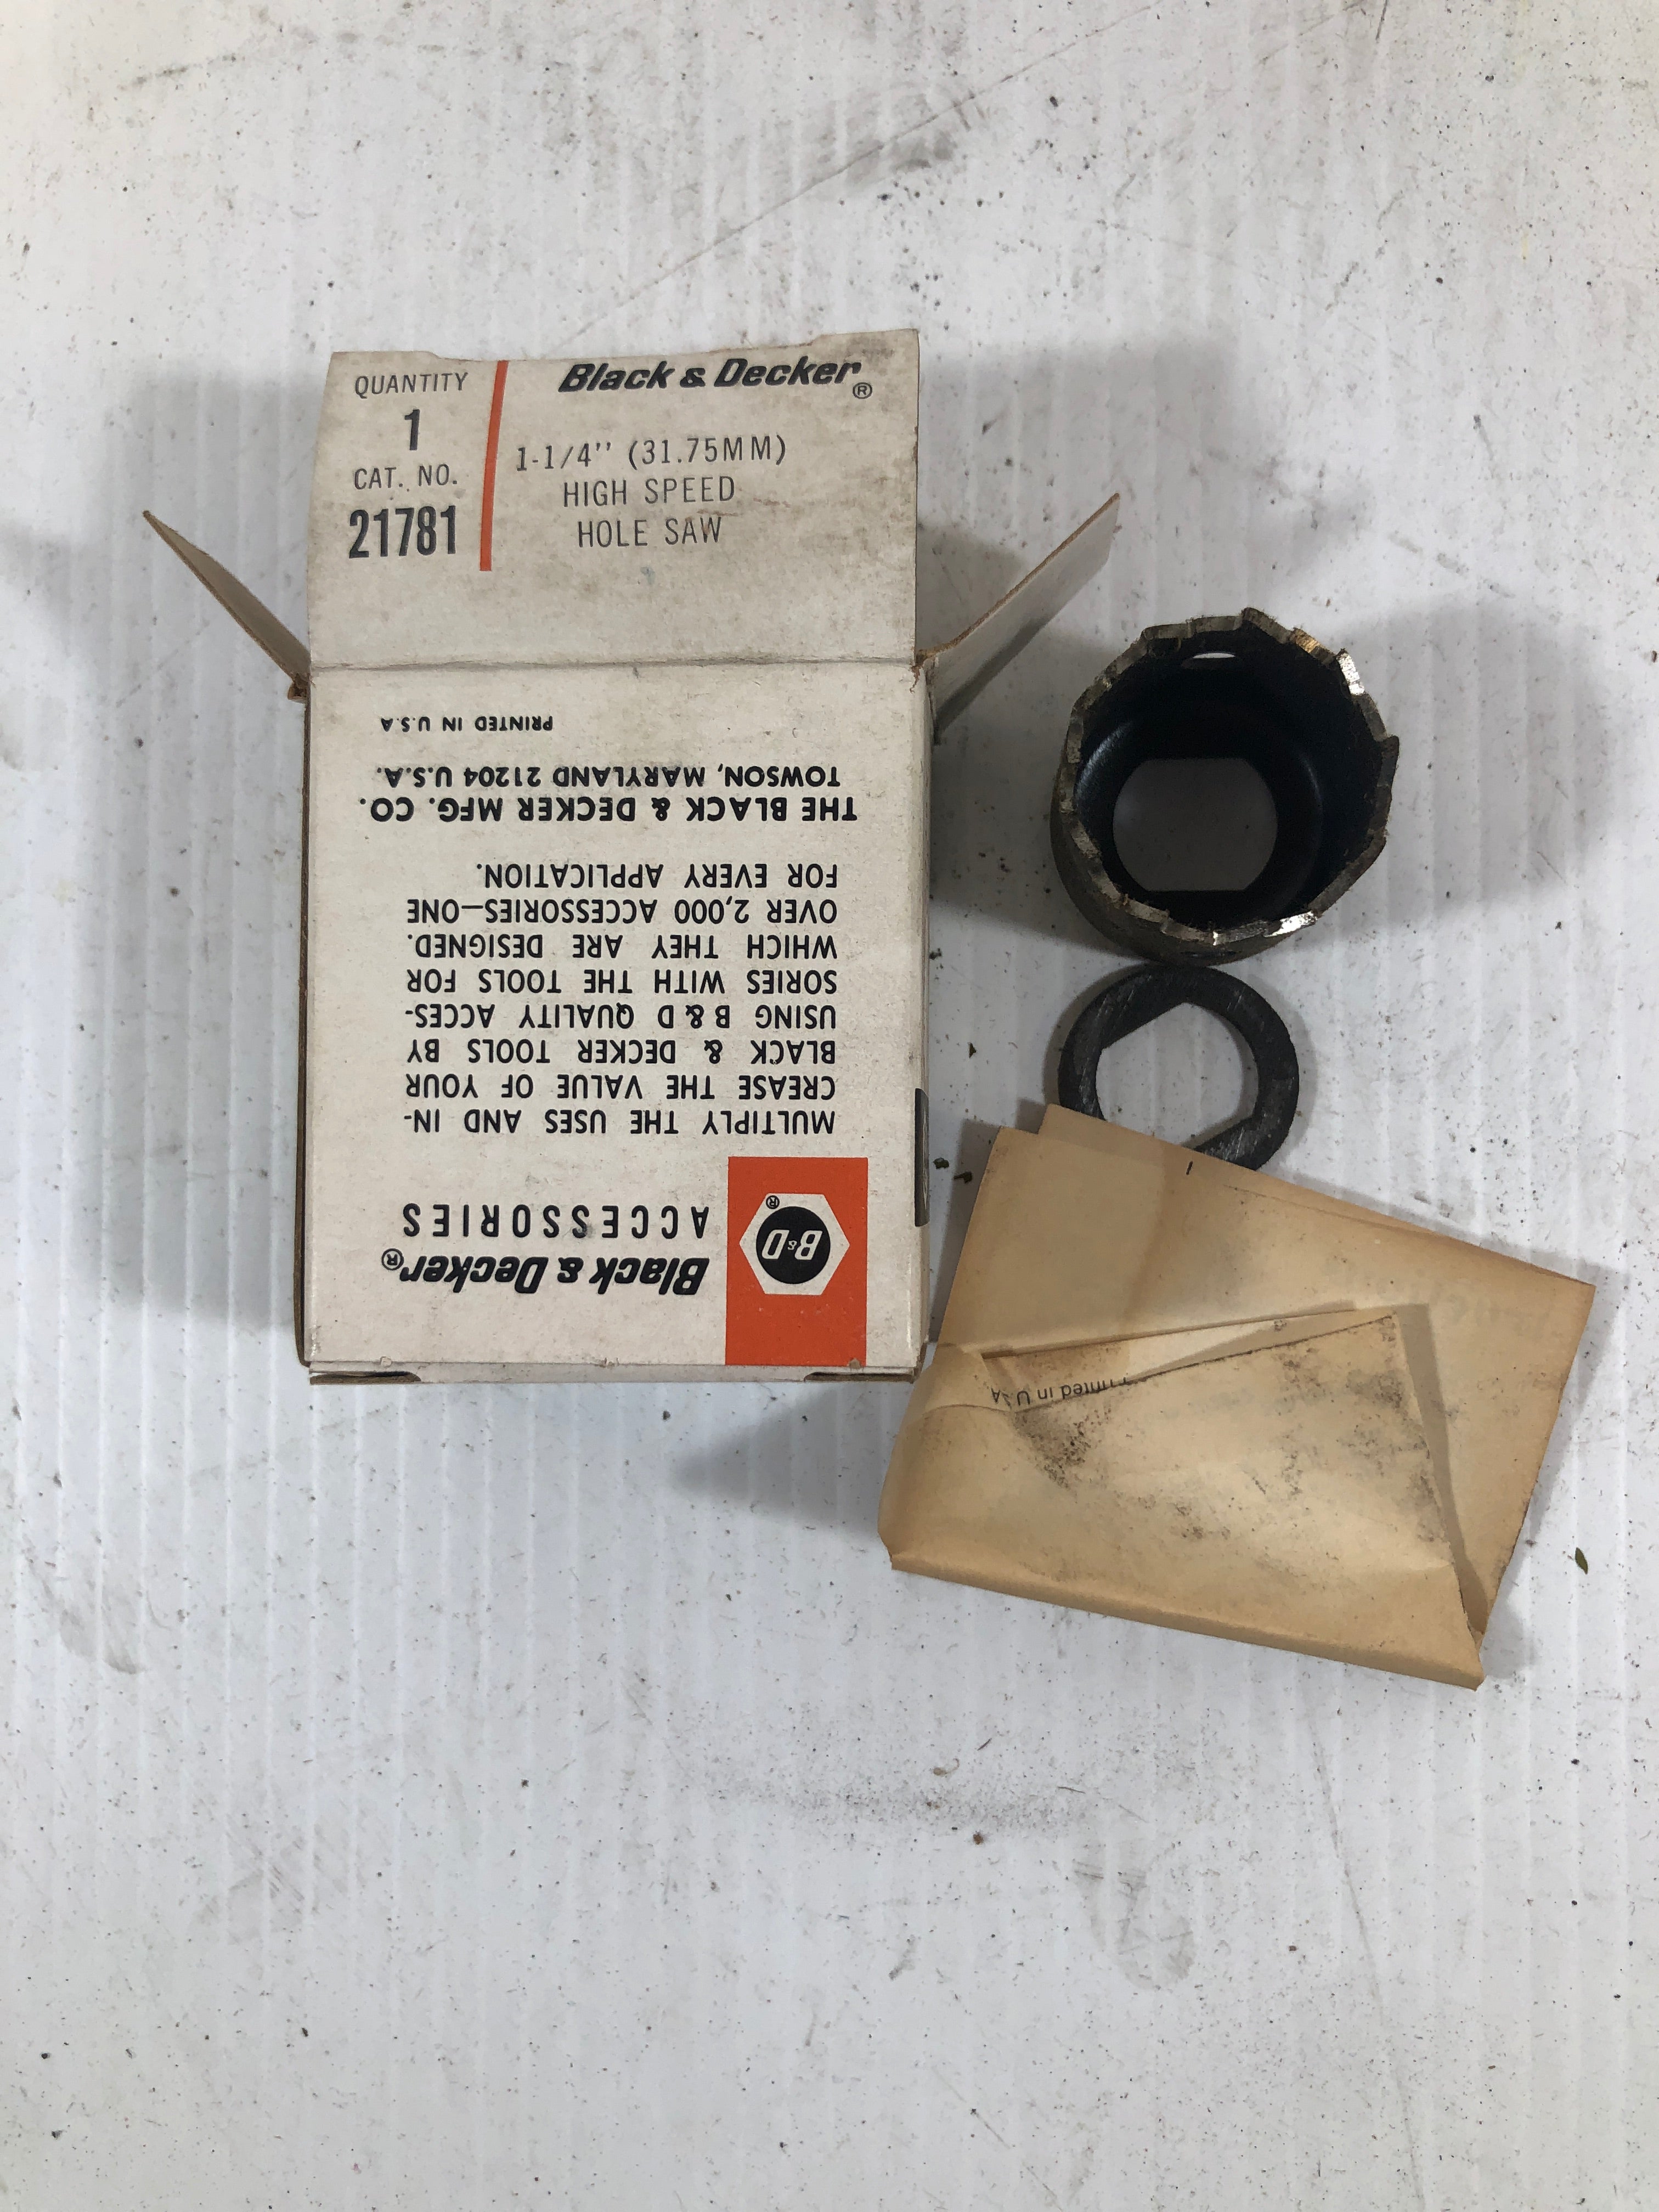 QUANTITY
1
CAT. NO.
21781
Black & Decker®
1-1/4" (31.75MM)
HIGH SPEED
HOLE SAW
B&D®
Black & Decker®
ACCESSORIES
MULTIPLY THE USES AND IN-
CREASE THE VALUE OF YOUR
BLACK & DECKER TOOLS BY
USING B&D QUALITY ACCES-
SORIES WITH THE TOOLS FOR
WHICH THEY ARE DESIGNED.
OVER 2,000 ACCESSORIES—ONE
FOR EVERY APPLICATION.
THE BLACK & DECKER MFG. CO.
TOWSON, MARYLAND 21204 U.S.A.
PRINTED IN U.S.A
in U.S.A